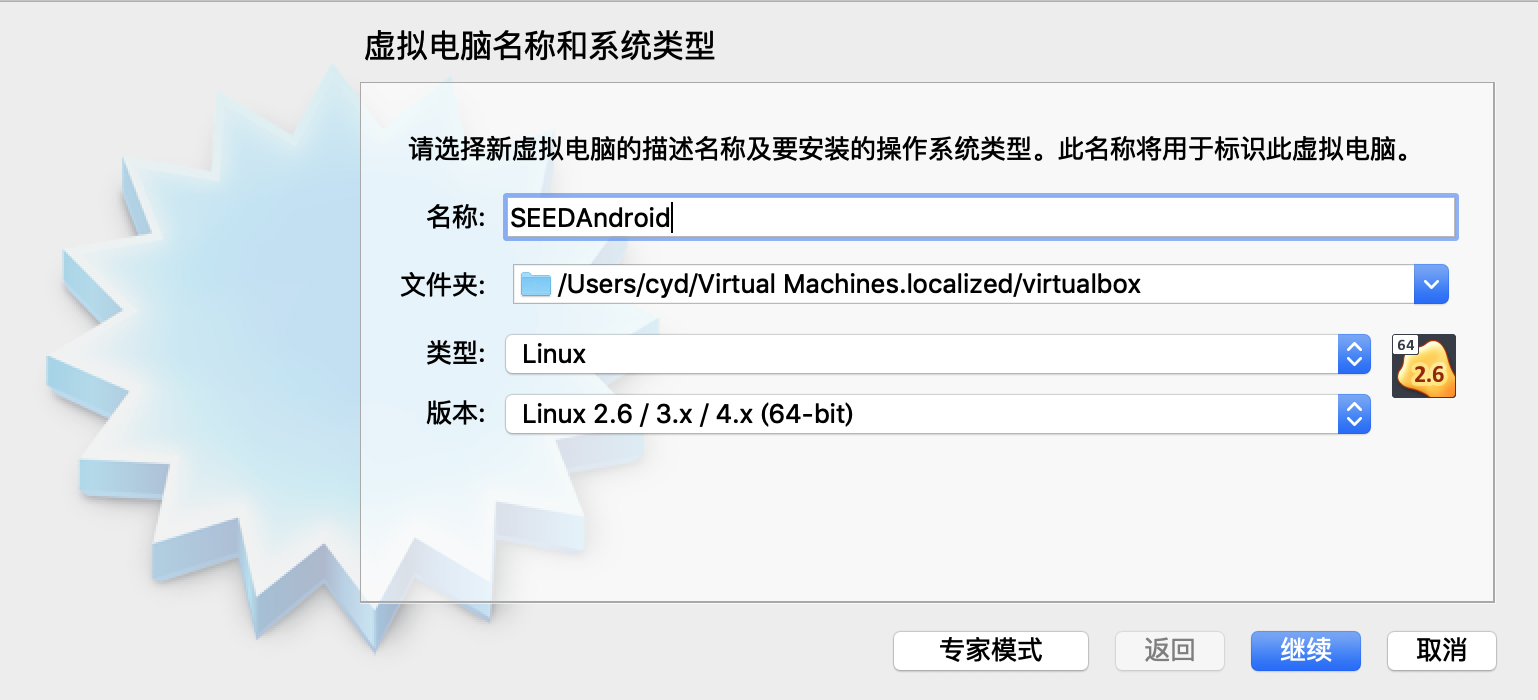 虚拟电脑名称和系统类型
请选择新虚拟电脑的描述名称及要安装的操作系统类型。此名称将用于标识此虚拟电脑。
名称: SEEDAndroid
文件夹: /Users/cyd/Virtual Machines.localized/virtualbox
类型: Linux
64
2.6
版本: Linux 2.6 / 3.x / 4.x (64-bit)
专家模式 返回 继续 取消